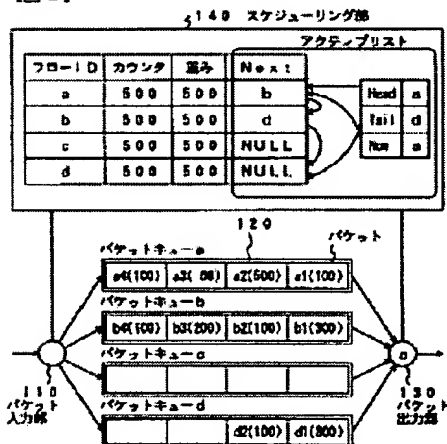 140 スケジューリング部
アクティブリスト
フローID カウンタ 重み Next
a 500 500 b
b 500 500 d
c 500 500 NULL
d 500 500 NULL
Head a
Tail d
Now a
120
パケットキューa
パケット
a4(100) a2(500) a1(100)
パケットキューb
b4(500) b3(200) b2(100) b1(300)
パケットキューc
パケットキューd
d2(100) d1(300)
a
110
パケット
入力部
130
パケット
出力部